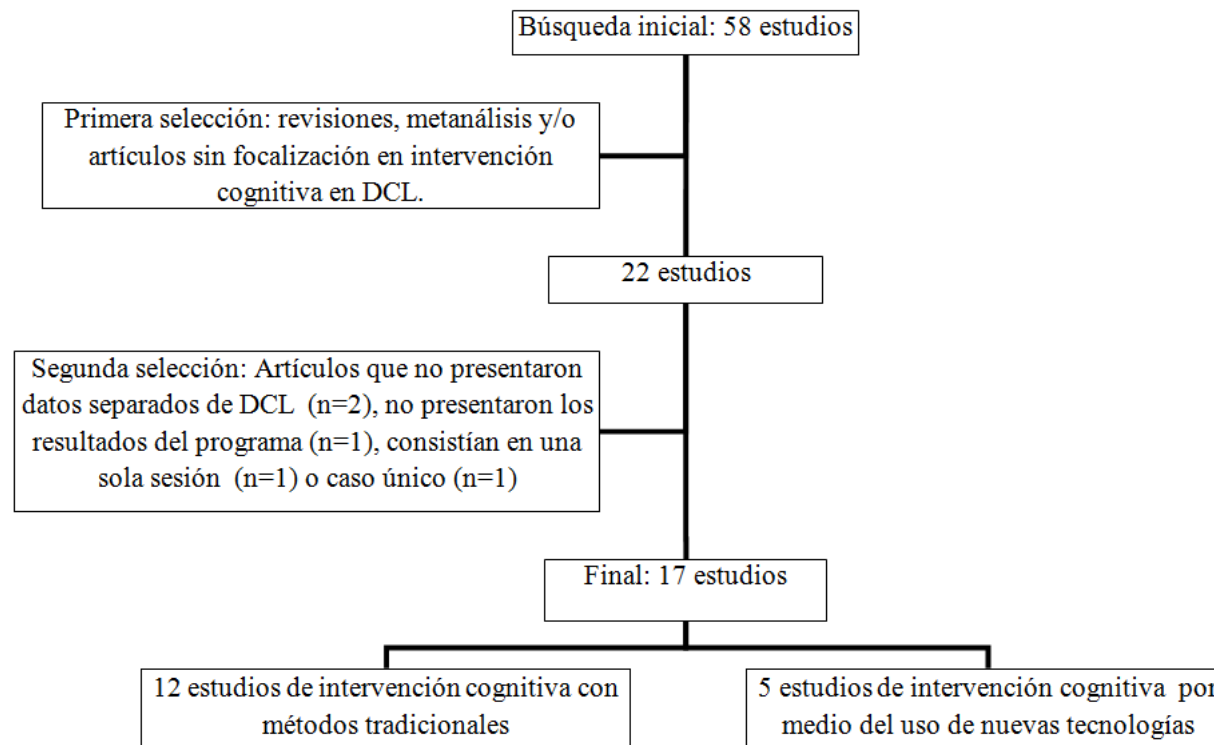 Búsqueda inicial: 58 estudios
Primera selección: revisiones, metanálisis y/o
artículos sin focalización en intervención
cognitiva en DCL.
22 estudios
Segunda selección: Artículos que no presentaron
datos separados de DCL (n=2), no presentaron los
resultados del programa (n=1), consistían en una
sola sesión (n=1) o caso único (n=1)
Final: 17 estudios
12 estudios de intervención cognitiva con
métodos tradicionales
5 estudios de intervención cognitiva por
medio del uso de nuevas tecnologías